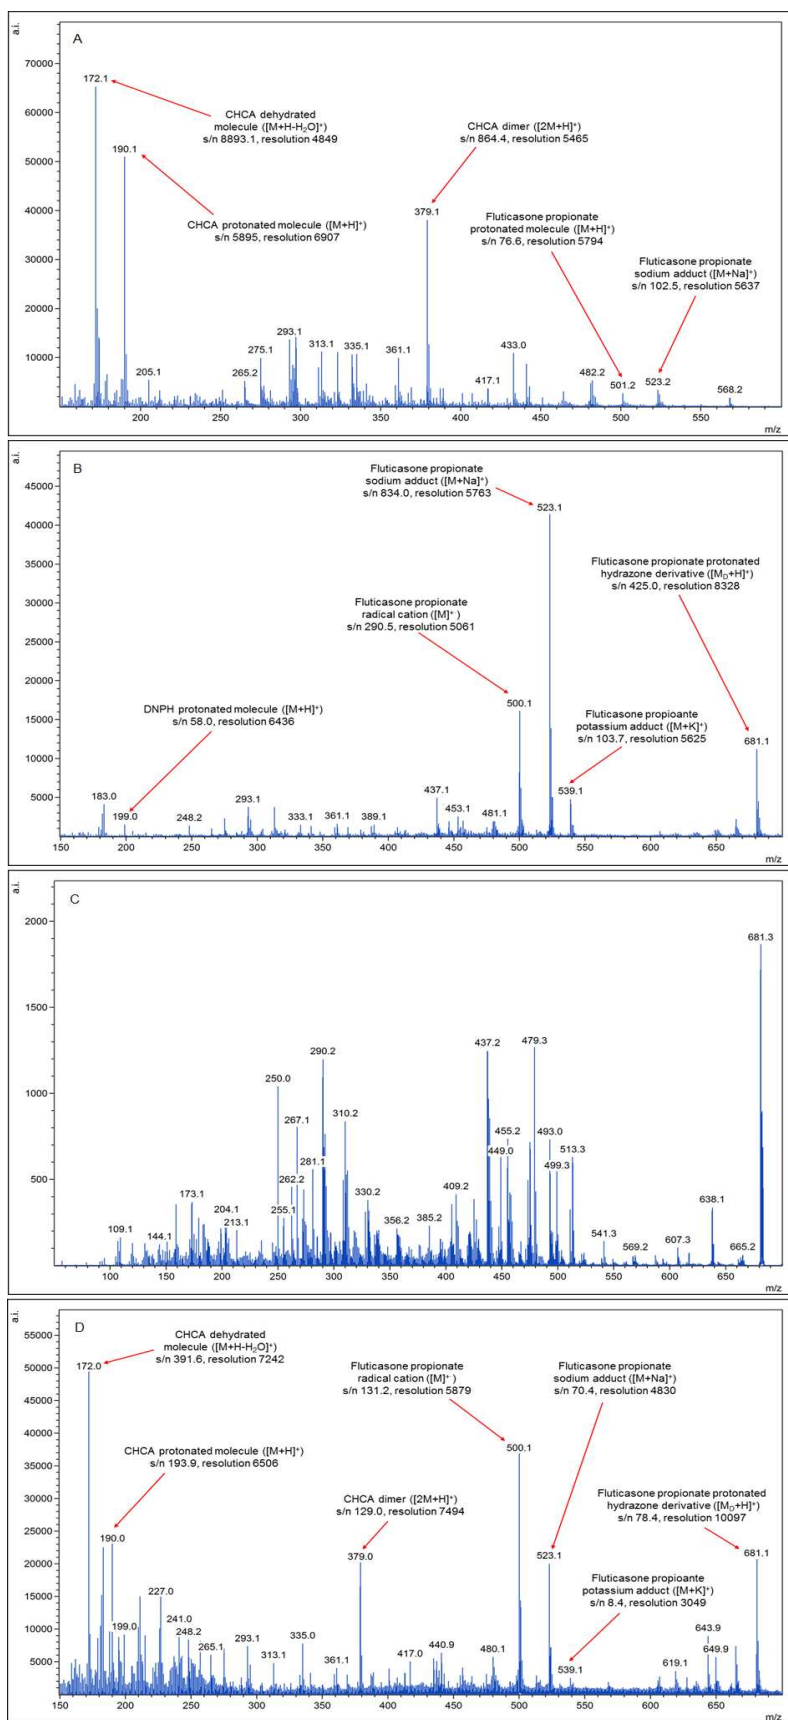 a.i.
A
70000
60000
50000
40000
30000
20000
10000
172.1
CHCA dehydrated
molecule ([M+H-H₂O]⁺)
s/n 8893.1, resolution 4849
190.1
CHCA protonated molecule ([M+H]⁺)
s/n 5895, resolution 6907
CHCA dimer ([2M+H]⁺)
s/n 864.4, resolution 5465
379.1
Fluticasone propionate
protonated molecule ([M+H]⁺)
s/n 76.6, resolution 5794
Fluticasone propionate
sodium adduct ([M+Na]⁺)
s/n 102.5, resolution 5637
205.1
265.2
275.1
293.1
313.1
335.1
361.1
417.1
433.0
482.2
501.2
523.2
568.2
200 250 300 350 400 450 500 550
m/z
a.i.
B
45000
40000
35000
30000
25000
20000
15000
10000
5000
Fluticasone propionate
sodium adduct ([M+Na]⁺)
s/n 834.0, resolution 5763
523.1
Fluticasone propionate protonated
hydrazone derivative ([M_D+H]⁺)
s/n 425.0, resolution 8328
Fluticasone propionate
radical cation ([M]⁺)
s/n 290.5, resolution 5061
DNPH protonated molecule ([M+H]⁺)
s/n 58.0, resolution 6436
500.1
Fluticasone propioante
potassium adduct ([M+K]⁺)
s/n 103.7, resolution 5625
681.1
183.0
199.0
248.2
293.1
333.1
361.1
389.1
437.1
453.1
481.1
539.1
150 200 250 300 350 400 450 500 550 600 650
m/z
a.i.
C
2000
1500
1000
500
681.3
109.1
144.1
173.1
204.1
213.1
250.0
255.1
262.2
267.1
281.1
290.2
310.2
330.2
356.2
385.2
409.2
437.2
449.0
455.2
479.3
493.0
499.3
513.3
541.3
569.2
607.3
638.1
665.2
100 150 200 250 300 350 400 450 500 550 600 650
m/z
a.i.
D
55000
50000
45000
40000
35000
30000
25000
20000
15000
10000
5000
CHCA dehydrated
molecule ([M+H-H₂O]⁺)
s/n 391.6, resolution 7242
172.0
Fluticasone propionate
radical cation ([M]⁺)
s/n 131.2, resolution 5879
Fluticasone propionate
sodium adduct ([M+Na]⁺)
s/n 70.4, resolution 4830
CHCA protonated molecule ([M+H]⁺)
s/n 193.9, resolution 6506
500.1
CHCA dimer ([2M+H]⁺)
s/n 129.0, resolution 7494
Fluticasone propionate protonated
hydrazone derivative ([M_D+H]⁺)
s/n 78.4, resolution 10097
190.0
379.0
523.1
681.1
Fluticasone propioante
potassium adduct ([M+K]⁺)
s/n 8.4, resolution 3049
199.0
227.0
241.0
248.2
265.1
293.1
313.1
335.0
361.1
417.0
440.9
480.1
539.1
619.1
643.9
649.9
150 200 250 300 350 400 450 500 550 600 650
m/z